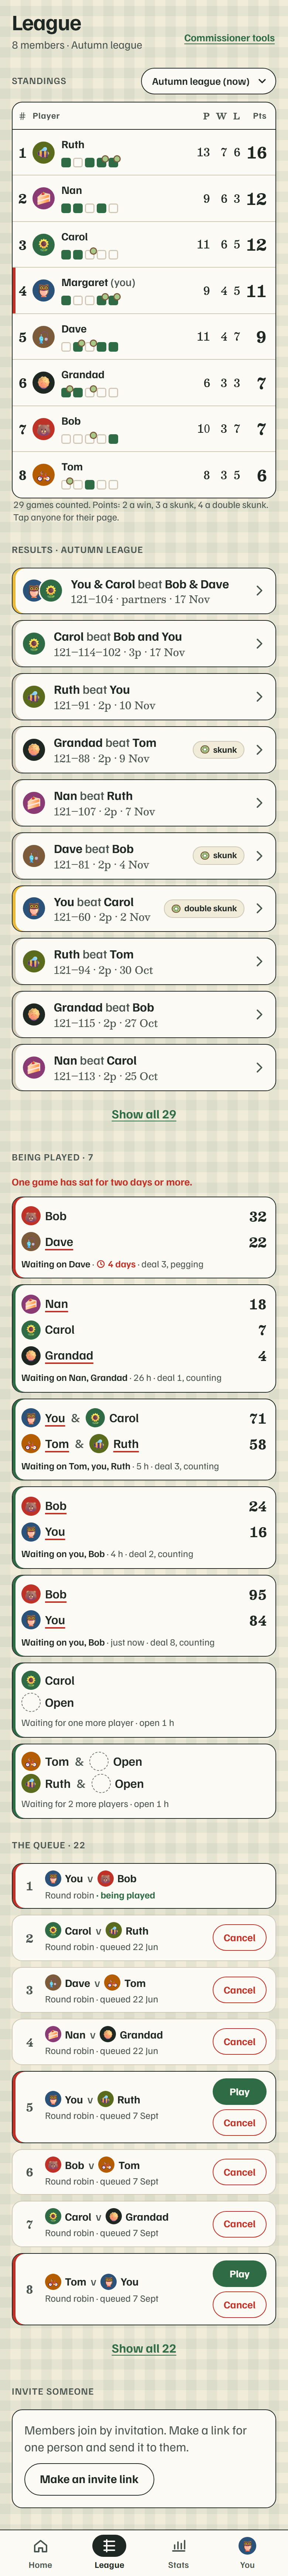 League
8 members · Autumn league
Commissioner tools
STANDINGS
Autumn league (now)
# Player P W L Pts
1 Ruth 13 7 6 16
2 Nan 9 6 3 12
3 Carol 11 6 5 12
4 Margaret (you) 9 4 5 11
5 Dave 11 4 7 9
6 Grandad 6 3 3 7
7 Bob 10 3 7 7
8 Tom 8 3 5 6
29 games counted. Points: 2 a win, 3 a skunk, 4 a double skunk.
Tap anyone for their page.
RESULTS · AUTUMN LEAGUE
You & Carol beat Bob & Dave
121–104 · partners · 17 Nov
Carol beat Bob and You
121–114–102 · 3p · 17 Nov
Ruth beat You
121–91 · 2p · 10 Nov
Grandad beat Tom
121–88 · 2p · 9 Nov
skunk
Nan beat Ruth
121–107 · 2p · 7 Nov
Dave beat Bob
121–81 · 2p · 4 Nov
skunk
You beat Carol
121–60 · 2p · 2 Nov
double skunk
Ruth beat Tom
121–94 · 2p · 30 Oct
Grandad beat Bob
121–115 · 2p · 27 Oct
Nan beat Carol
121–113 · 2p · 25 Oct
Show all 29
BEING PLAYED · 7
One game has sat for two days or more.
Bob 32
Dave 22
Waiting on Dave · 4 days · deal 3, pegging
Nan 18
Carol 7
Grandad 4
Waiting on Nan, Grandad · 26 h · deal 1, counting
You & Carol 71
Tom & Ruth 58
Waiting on Tom, you, Ruth · 5 h · deal 3, counting
Bob 24
You 16
Waiting on you, Bob · 4 h · deal 2, counting
Bob 95
You 84
Waiting on you, Bob · just now · deal 8, counting
Carol
Open
Waiting for one more player · open 1 h
Tom & Open
Ruth & Open
Waiting for 2 more players · open 1 h
THE QUEUE · 22
1 You v Bob
Round robin · being played
2 Carol v Ruth
Round robin · queued 22 Jun
Cancel
3 Dave v Tom
Round robin · queued 22 Jun
Cancel
4 Nan v Grandad
Round robin · queued 22 Jun
Cancel
5 You v Ruth
Round robin · queued 7 Sept
Play
Cancel
6 Bob v Tom
Round robin · queued 7 Sept
Cancel
7 Carol v Grandad
Round robin · queued 7 Sept
Cancel
8 Tom v You
Round robin · queued 7 Sept
Play
Cancel
Show all 22
INVITE SOMEONE
Members join by invitation. Make a link for
one person and send it to them.
Make an invite link
Home League Stats You